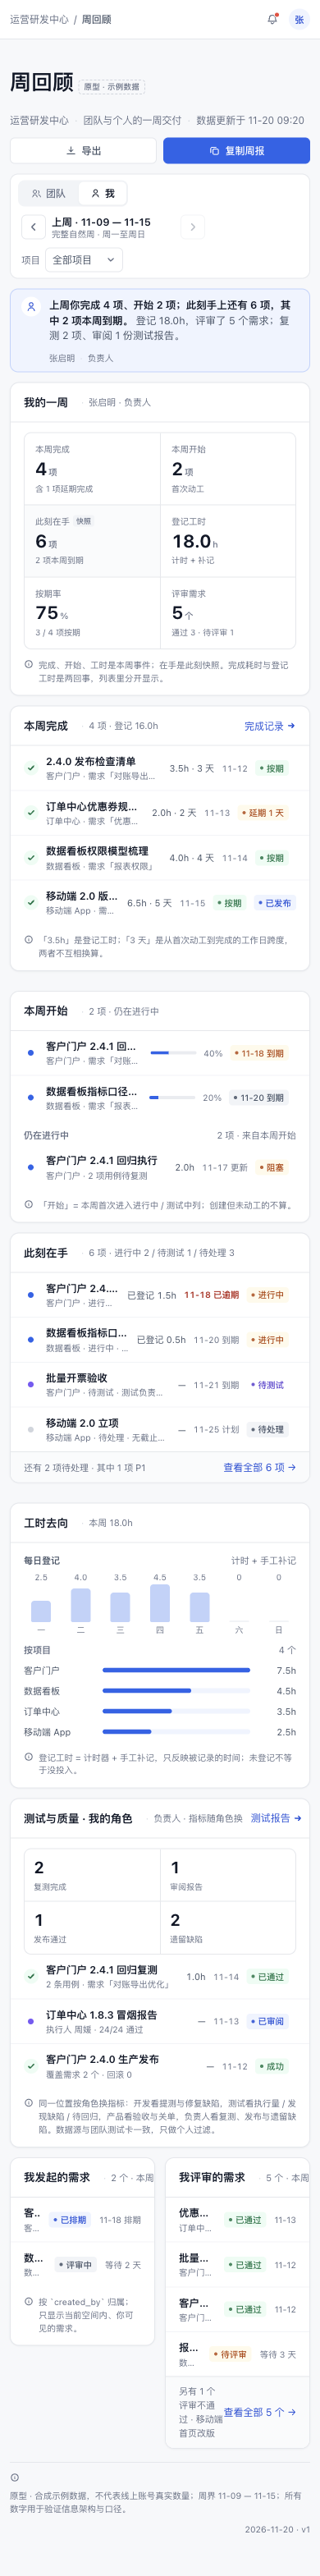 运营研发中心 / 周回顾
张
周回顾 原型 · 示例数据
运营研发中心 · 团队与个人的一周交付 · 数据更新于 11-20 09:20
导出
复制周报
团队
我
上周 · 11-09 — 11-15
完整自然周 · 周一至周日
项目 全部项目
上周你完成 4 项、开始 2 项；此刻手上还有 6 项，其
中 2 项本周到期。 登记 18.0h，评审了 5 个需求；复
测 2 项、审阅 1 份测试报告。
张启明 负责人
我的一周 · 张启明 · 负责人
本周完成
4 项
含 1 项延期完成
本周开始
2 项
首次动工
此刻在手 快照
6 项
2 项本周到期
登记工时
18.0 h
计时 + 补记
按期率
75 %
3 / 4 项按期
评审需求
5 个
通过 3 · 待评审 1
完成、开始、工时是本周事件；在手是此刻快照。完成耗时与登记
工时是两回事，列表里分开显示。
本周完成 · 4 项 · 登记 16.0h 完成记录 →
2.4.0 发布检查清单
客户门户 · 需求「对账导出...
3.5h · 3 天 11-12 按期
订单中心优惠券规...
订单中心 · 需求「优惠...
2.0h · 2 天 11-13 延期 1 天
数据看板权限模型梳理
数据看板 · 需求「报表权限」
4.0h · 4 天 11-14 按期
移动端 2.0 版...
移动端 App · 需...
6.5h · 5 天 11-15 按期 已发布
「3.5h」是登记工时；「3 天」是从首次动工到完成的工作日跨度，
两者不互相换算。
本周开始 · 2 项 · 仍在进行中
客户门户 2.4.1 回...
客户门户 · 需求「对账...
40% 11-18 到期
数据看板指标口径...
数据看板 · 需求「报表...
20% 11-20 到期
仍在进行中 2 项 · 来自本周开始
客户门户 2.4.1 回归执行
客户门户 · 2 项用例待复测
2.0h 11-17 更新 阻塞
「开始」= 本周首次进入进行中 / 测试中列；创建但未动工的不算。
此刻在手 · 6 项 · 进行中 2 / 待测试 1 / 待处理 3
客户门户 2.4....
客户门户 · 进行...
已登记 1.5h 11-18 已逾期 进行中
数据看板指标口...
数据看板 · 进行中 · ...
已登记 0.5h 11-20 到期 进行中
批量开票验收
客户门户 · 待测试 · 测试负责...
— 11-21 到期 待测试
移动端 2.0 立项
移动端 App · 待处理 · 无截止...
— 11-25 计划 待处理
还有 2 项待处理 · 其中 1 项 P1 查看全部 6 项 →
工时去向 · 本周 18.0h
每日登记 计时 + 手工补记
2.5 4.0 3.5 4.5 3.5 0 0
一 二 三 四 五 六 日
按项目 4 个
客户门户 7.5h
数据看板 4.5h
订单中心 3.5h
移动端 App 2.5h
登记工时 = 计时器 + 手工补记，只反映被记录的时间；未登记不等
于没投入。
测试与质量 · 我的角色 · 负责人 · 指标随角色换 测试报告 →
2
复测完成
1
审阅报告
1
发布通过
2
遗留缺陷
客户门户 2.4.1 回归复测
2 条用例 · 需求「对账导出优化」
1.0h 11-14 已通过
订单中心 1.8.3 冒烟报告
执行人 周媛 · 24/24 通过
— 11-13 已审阅
客户门户 2.4.0 生产发布
覆盖需求 2 个 · 回滚 0
— 11-12 成功
同一位置按角色换指标：开发看提测与修复缺陷，测试看执行量 / 发
现缺陷 / 待回归，产品看验收与关单，负责人看复测、发布与遗留缺
陷。数据源与团队测试卡一致，只做个人过滤。
我发起的需求 · 2 个 · 本周
客...
客...
已排期 11-18 排期
数...
数...
评审中 等待 2 天
按 `created_by` 归属；
只显示当前空间内、你可
见的需求。
我评审的需求 · 5 个 · 本周
优惠...
订单中...
已通过 11-13
批量...
客户门...
已通过 11-12
客户...
客户门...
已通过 11-12
报...
数...
待评审 等待 3 天
另有 1 个
评审不通
过 · 移动端
首页改版
查看全部 5 个 →
原型 · 合成示例数据，不代表线上账号真实数量；周界 11-09 — 11-15；所有
数字用于验证信息架构与口径。
2026-11-20 · v1